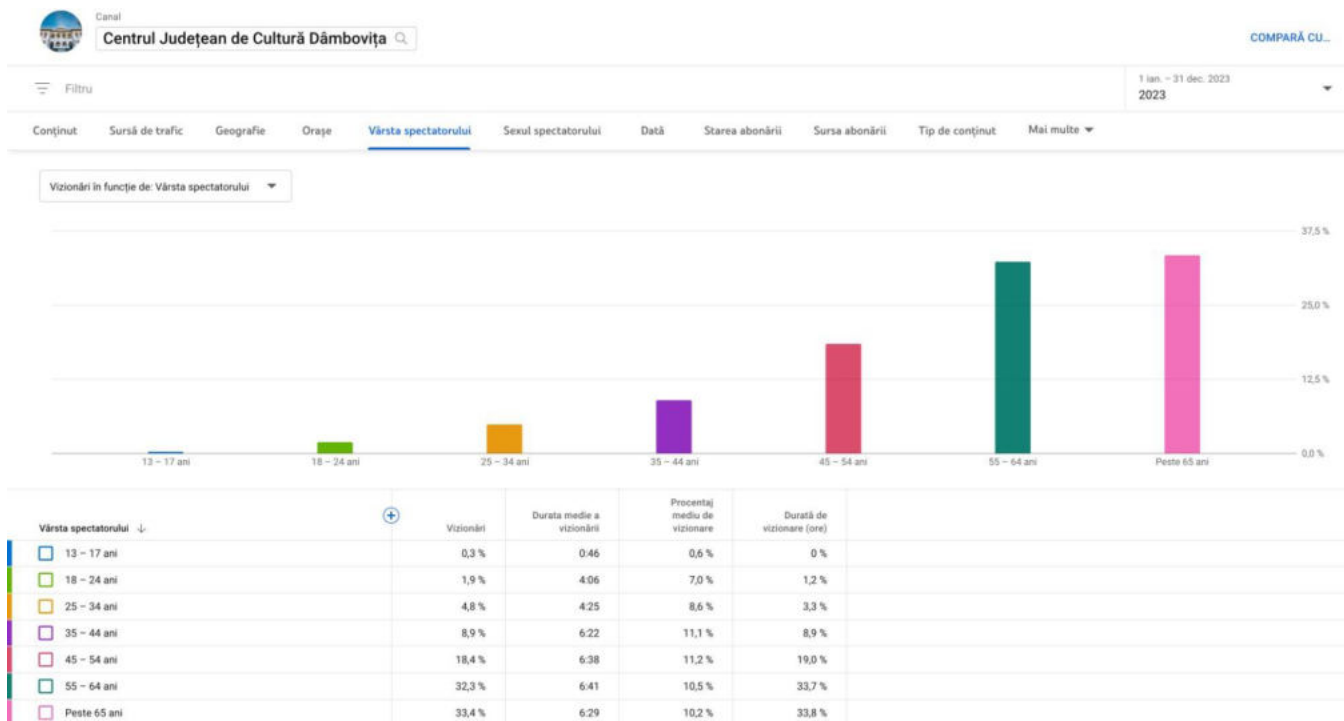 Canal
Centrul Județean de Cultură Dâmbovița
COMPARĂ CU...
Filtru
1 ian. – 31 dec. 2023
2023
Conținut Sursă de trafic Geografie Orașe Vârsta spectatorului Sexul spectatorului Dată Starea abonării Sursa abonării Tip de conținut Mai multe
Vizionări în funcție de: Vârsta spectatorului
37,5 %
25,0 %
12,5 %
0,0 %
13 – 17 ani 18 – 24 ani 25 – 34 ani 35 – 44 ani 45 – 54 ani 55 – 64 ani Peste 65 ani
Vârsta spectatorului Vizionări Durata medie a vizionării Procentaj mediu de vizionare Durată de vizionare (ore)
13 – 17 ani 0,3 % 0:46 0,6 % 0 %
18 – 24 ani 1,9 % 4:06 7,0 % 1,2 %
25 – 34 ani 4,8 % 4:25 8,6 % 3,3 %
35 – 44 ani 8,9 % 6:22 11,1 % 8,9 %
45 – 54 ani 18,4 % 6:38 11,2 % 19,0 %
55 – 64 ani 32,3 % 6:41 10,5 % 33,7 %
Peste 65 ani 33,4 % 6:29 10,2 % 33,8 %